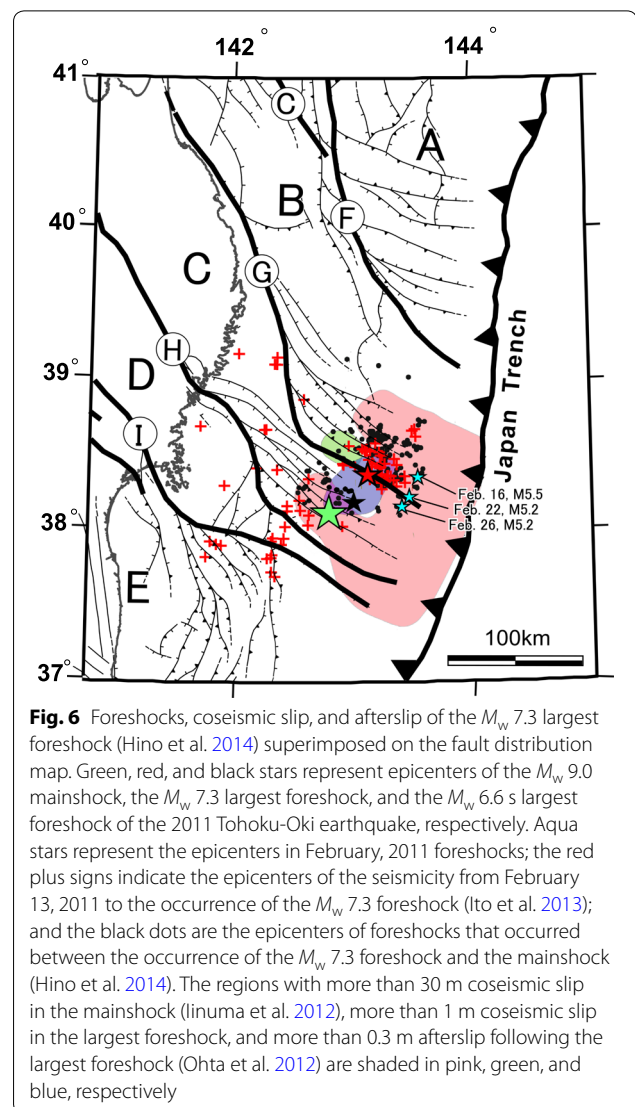 142° 144°
41°
C
A
B
F
40°
C
G
H
39°
D
I
Japan Trench
Feb. 16, M5.5
Feb. 22, M5.2
Feb. 26, M5.2
38°
E
100km
37°
Fig. 6 Foreshocks, coseismic slip, and afterslip of the Mw 7.3 largest
foreshock (Hino et al. 2014) superimposed on the fault distribution
map. Green, red, and black stars represent epicenters of the Mw 9.0
mainshock, the Mw 7.3 largest foreshock, and the Mw 6.6 s largest
foreshock of the 2011 Tohoku-Oki earthquake, respectively. Aqua
stars represent the epicenters in February, 2011 foreshocks; the red
plus signs indicate the epicenters of the seismicity from February
13, 2011 to the occurrence of the Mw 7.3 foreshock (Ito et al. 2013);
and the black dots are the epicenters of foreshocks that occurred
between the occurrence of the Mw 7.3 foreshock and the mainshock
(Hino et al. 2014). The regions with more than 30 m coseismic slip
in the mainshock (Iinuma et al. 2012), more than 1 m coseismic slip
in the largest foreshock, and more than 0.3 m afterslip following the
largest foreshock (Ohta et al. 2012) are shaded in pink, green, and
blue, respectively